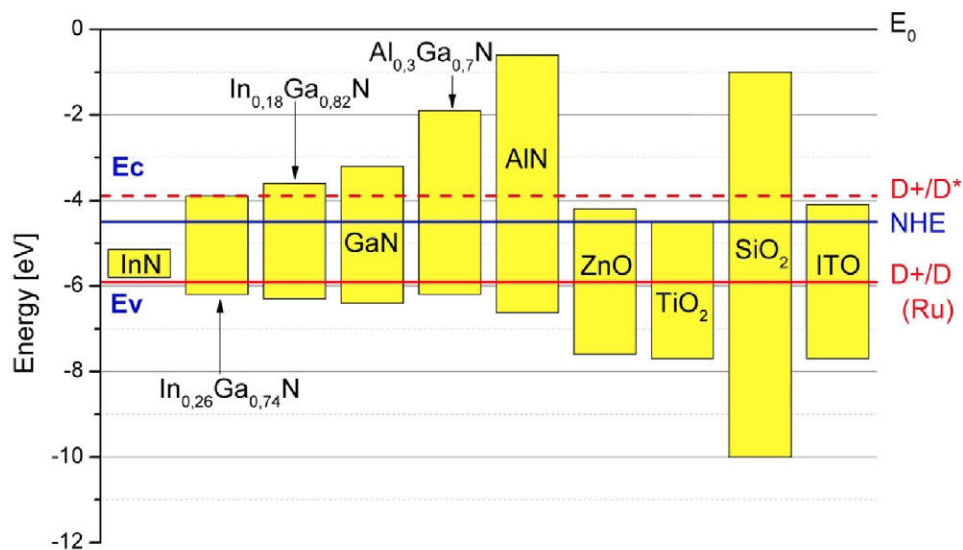 0
E₀
Al₀,₃Ga₀,₇N
In₀,₁₈Ga₀,₈₂N
-2
AlN
Ec
D+/D*
-4
NHE
GaN
SiO₂
InN
ZnO
ITO
D+/D
-6
Ev
TiO₂
(Ru)
Energy [eV]
-8
In₀,₂₆Ga₀,₇₄N
-10
-12